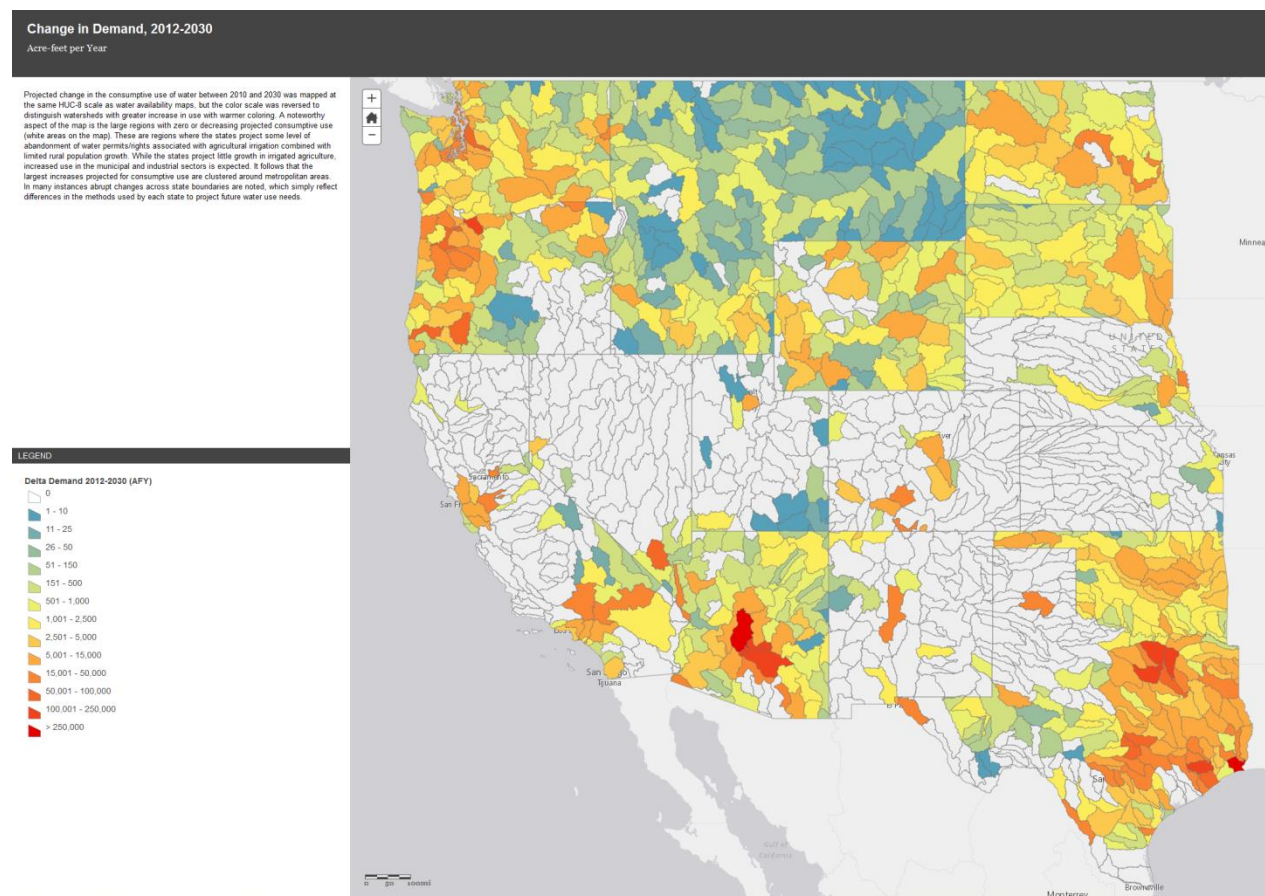 Change in Demand, 2012-2030
Acre-feet per Year
Projected change in the consumptive use of water between 2010 and 2030 was mapped at
the same HUC-8 scale as water availability maps, but the color scale was reversed to
distinguish watersheds with greater increase in use with warmer coloring. A noteworthy
aspect of the map is the large regions with zero or decreasing projected consumptive use
(white areas on the map). These are regions where the states project some level of
abandonment of water permits/rights associated with agricultural irrigation combined with
limited rural population growth. While the states project little growth in irrigated agriculture,
increased use in the municipal and industrial sectors is expected. It follows that the
largest increases projected for consumptive use are clustered around metropolitan areas.
In many instances abrupt changes across state boundaries are noted, which simply reflect
differences in the methods used by each state to project future water use needs.
LEGEND
Delta Demand 2012-2030 (AFY)
0
1 - 10
11 - 25
26 - 50
51 - 150
151 - 500
501 - 1,000
1,001 - 2,500
2,501 - 5,000
5,001 - 15,000
15,001 - 50,000
50,001 - 100,000
100,001 - 250,000
> 250,000
+
−
Minnea
UNITED
STATES
Kansas
City
Sacramento
San Fr
San
Tijuana
San
Gulf of
California
Monterrey
Brownsville
0 50 100mi